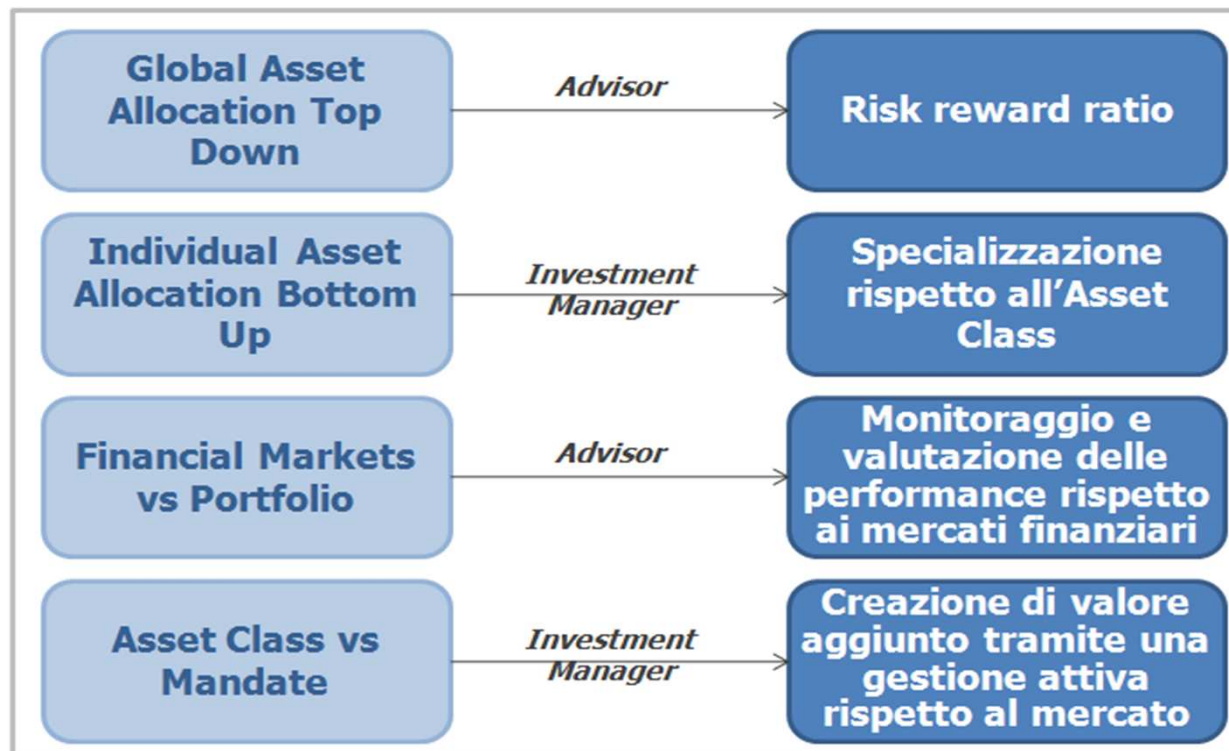 Global Asset
Allocation Top
Down
Advisor
Risk reward ratio
Individual Asset
Allocation Bottom
Up
Investment
Manager
Specializzazione
rispetto all’Asset
Class
Financial Markets
vs Portfolio
Advisor
Monitoraggio e
valutazione delle
performance rispetto
ai mercati finanziari
Asset Class vs
Mandate
Investment
Manager
Creazione di valore
aggiunto tramite una
gestione attiva
rispetto al mercato